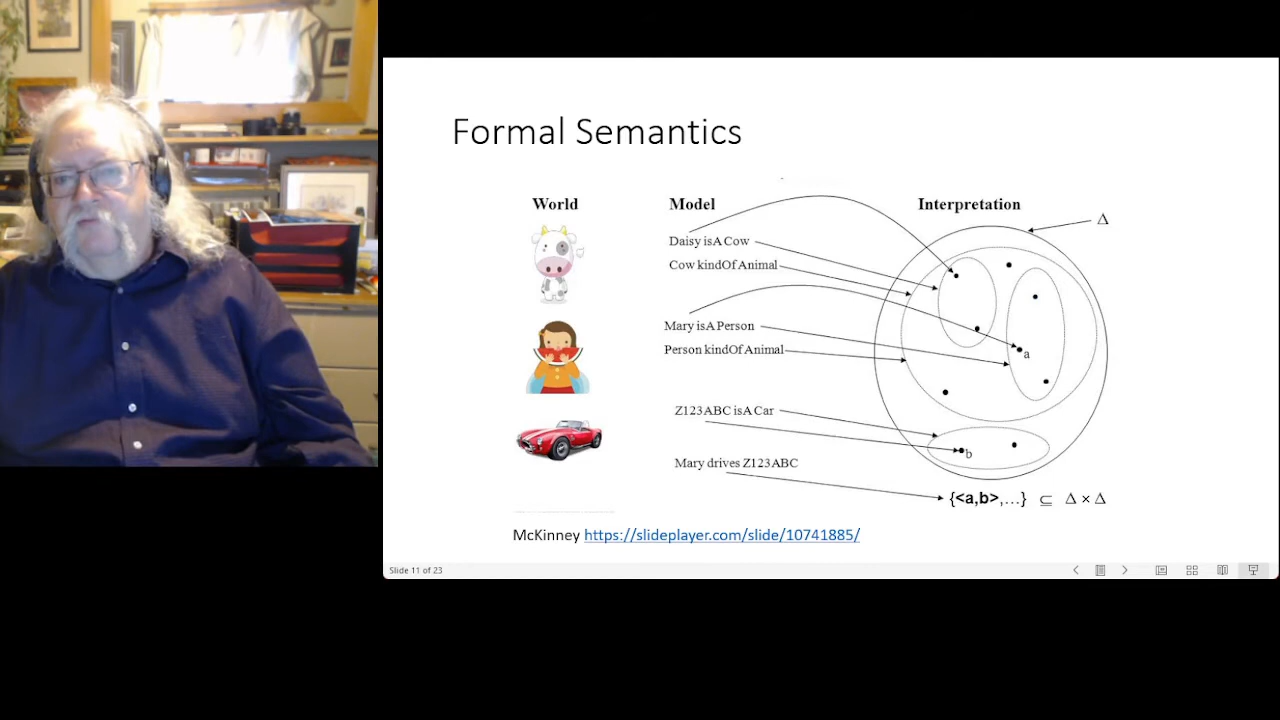 Formal Semantics
World
Model
Interpretation
Δ
Daisy isA Cow
Cow kindOf Animal
Mary isA Person
Person kindOf Animal
a
Z123ABC isA Car
b
Mary drives Z123ABC
{<a,b>,…} ⊆ Δ × Δ
McKinney https://slideplayer.com/slide/10741885/
Slide 11 of 23